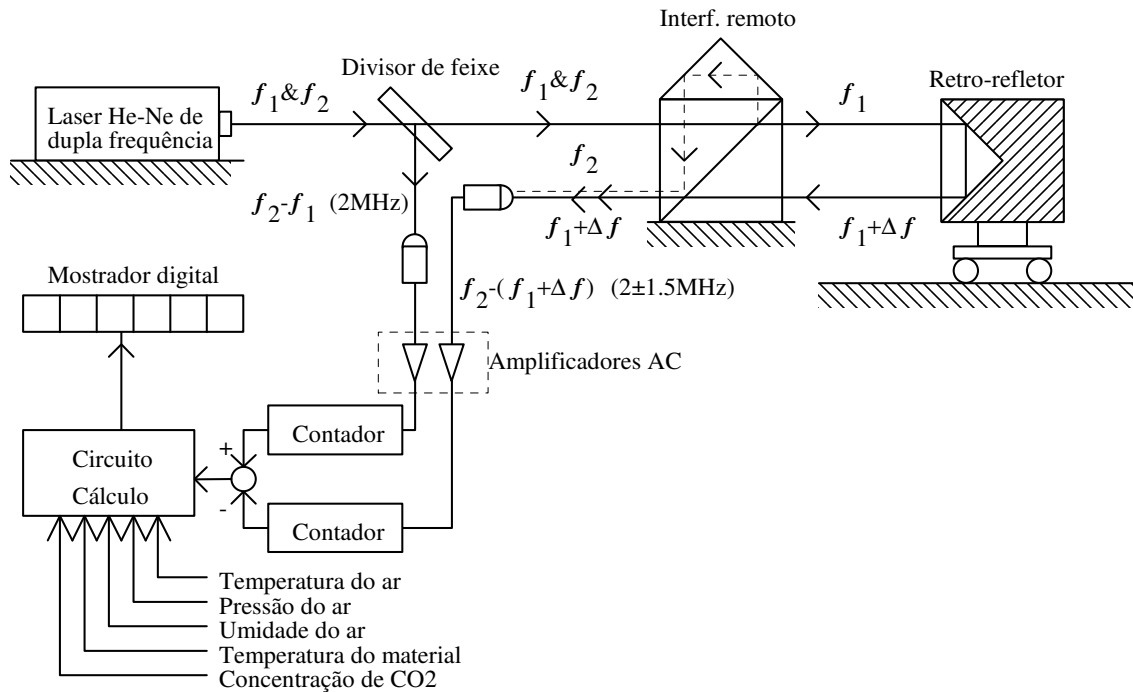 Interf. remoto
Divisor de feixe
Retro-refletor
Laser He-Ne de
dupla frequência
f1&f2
f1&f2
f1
f2
f2-f1 (2MHz)
f1+Δf
f1+Δf
Mostrador digital
f2-(f1+Δf) (2±1.5MHz)
Amplificadores AC
Contador
+
Circuito
Cálculo
-
Contador
Temperatura do ar
Pressão do ar
Umidade do ar
Temperatura do material
Concentração de CO2